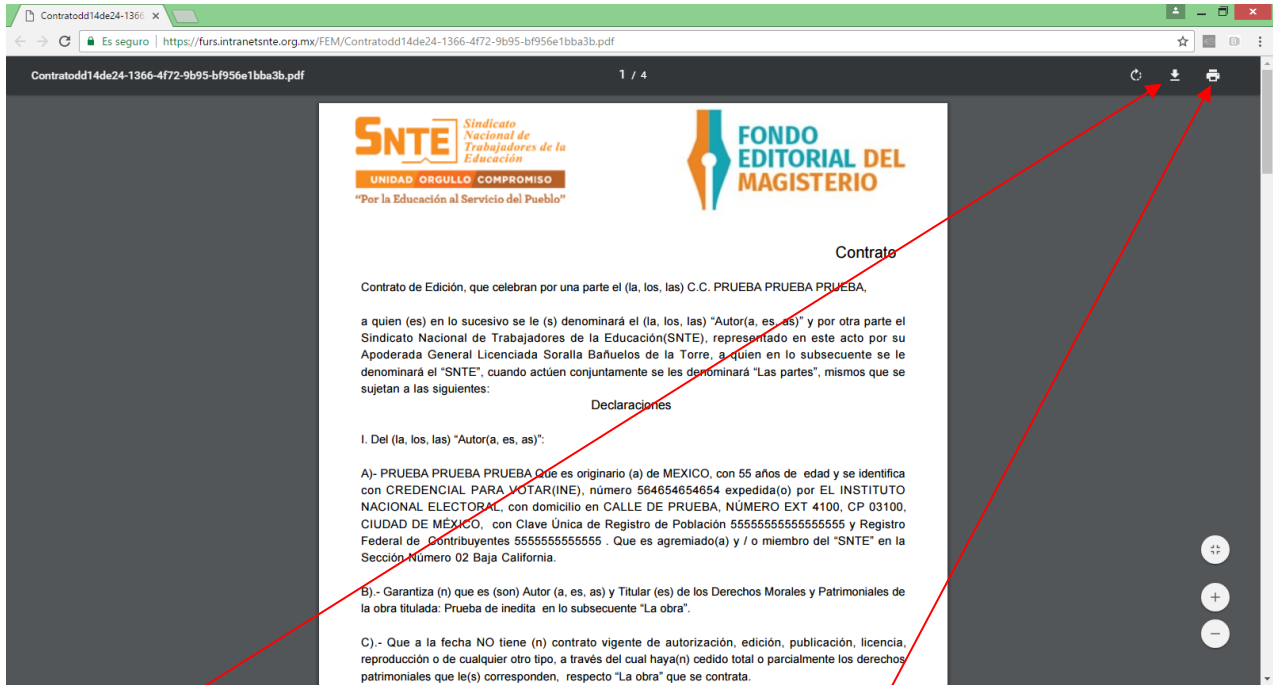 Contratodd14de24-1366
Es seguro | https://furs.intranetsnte.org.mx/FEM/Contratodd14de24-1366-4f72-9b95-bf956e1bba3b.pdf
Contratodd14de24-1366-4f72-9b95-bf956e1bba3b.pdf
1 / 4
SNTE
Sindicato
Nacional de
Trabajadores de la
Educación
UNIDAD ORGULLO COMPROMISO
“Por la Educación al Servicio del Pueblo”
FONDO
EDITORIAL DEL
MAGISTERIO
Contrato
Contrato de Edición, que celebran por una parte el (la, los, las) C.C. PRUEBA PRUEBA PRUEBA,
a quien (es) en lo sucesivo se le (s) denominará el (la, los, las) “Autor(a, es, as)” y por otra parte el
Sindicato Nacional de Trabajadores de la Educación(SNTE), representado en este acto por su
Apoderada General Licenciada Soralla Bañuelos de la Torre, a quien en lo subsecuente se le
denominará el “SNTE”, cuando actúen conjuntamente se les denominará “Las partes”, mismos que se
sujetan a las siguientes:
Declaraciones
I. Del (la, los, las) “Autor(a, es, as)”:
A)- PRUEBA PRUEBA PRUEBA Que es originario (a) de MEXICO, con 55 años de edad y se identifica
con CREDENCIAL PARA VOTAR(INE), número 564654654654 expedida(o) por EL INSTITUTO
NACIONAL ELECTORAL, con domicilio en CALLE DE PRUEBA, NÚMERO EXT 4100, CP 03100,
CIUDAD DE MÉXICO, con Clave Única de Registro de Población 555555555555555555 y Registro
Federal de Contribuyentes 5555555555555 . Que es agremiado(a) y / o miembro del “SNTE” en la
Sección Número 02 Baja California.
B).- Garantiza (n) que es (son) Autor (a, es, as) y Titular (es) de los Derechos Morales y Patrimoniales de
la obra titulada: Prueba de inedita en lo subsecuente “La obra”.
C).- Que a la fecha NO tiene (n) contrato vigente de autorización, edición, publicación, licencia,
reproducción o de cualquier otro tipo, a través del cual haya(n) cedido total o parcialmente los derechos
patrimoniales que le(s) corresponden, respecto “La obra” que se contrata.